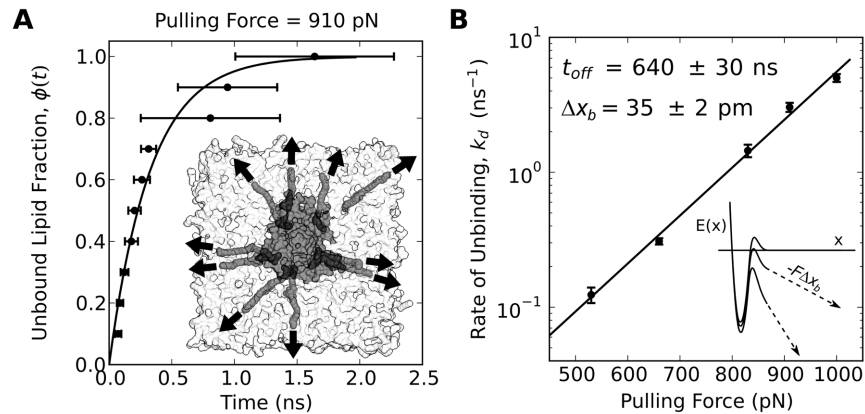 A
Pulling Force = 910 pN
Unbound Lipid Fraction, ϕ(t)
1.0
0.8
0.6
0.4
0.2
0.0
0.0 0.5 1.0 1.5 2.0 2.5
Time (ns)
B
Rate of Unbinding, k_d (ns⁻¹)
10¹
10⁰
10⁻¹
t_off = 640 ± 30 ns
Δx_b = 35 ± 2 pm
E(x)
x
-FΔx_b
500 600 700 800 900 1000
Pulling Force (pN)